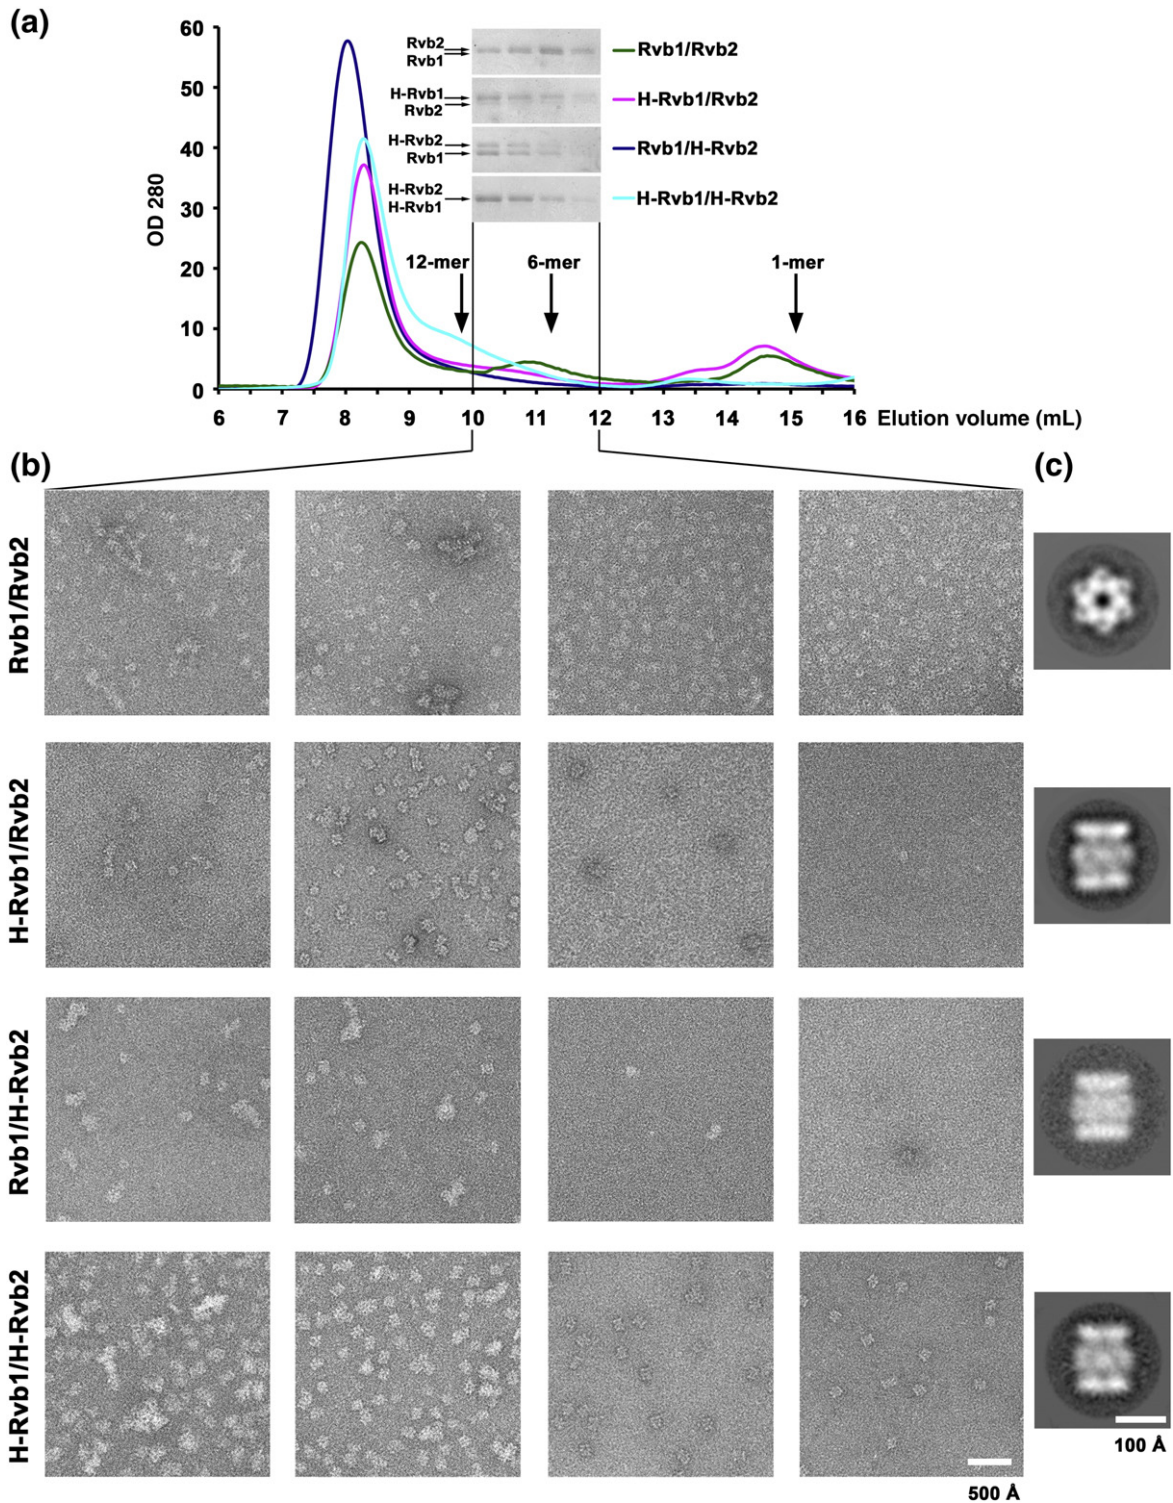 (a)
60
50
40
30
20
10
0
OD 280
Rvb2
Rvb1
Rvb1/Rvb2
H-Rvb1
Rvb2
H-Rvb1/Rvb2
H-Rvb2
Rvb1
Rvb1/H-Rvb2
H-Rvb2
H-Rvb1
H-Rvb1/H-Rvb2
12-mer 6-mer 1-mer
6 7 8 9 10 11 12 13 14 15 16 Elution volume (mL)
(b)
(c)
Rvb1/Rvb2
H-Rvb1/Rvb2
Rvb1/H-Rvb2
H-Rvb1/H-Rvb2
100 Å
500 Å